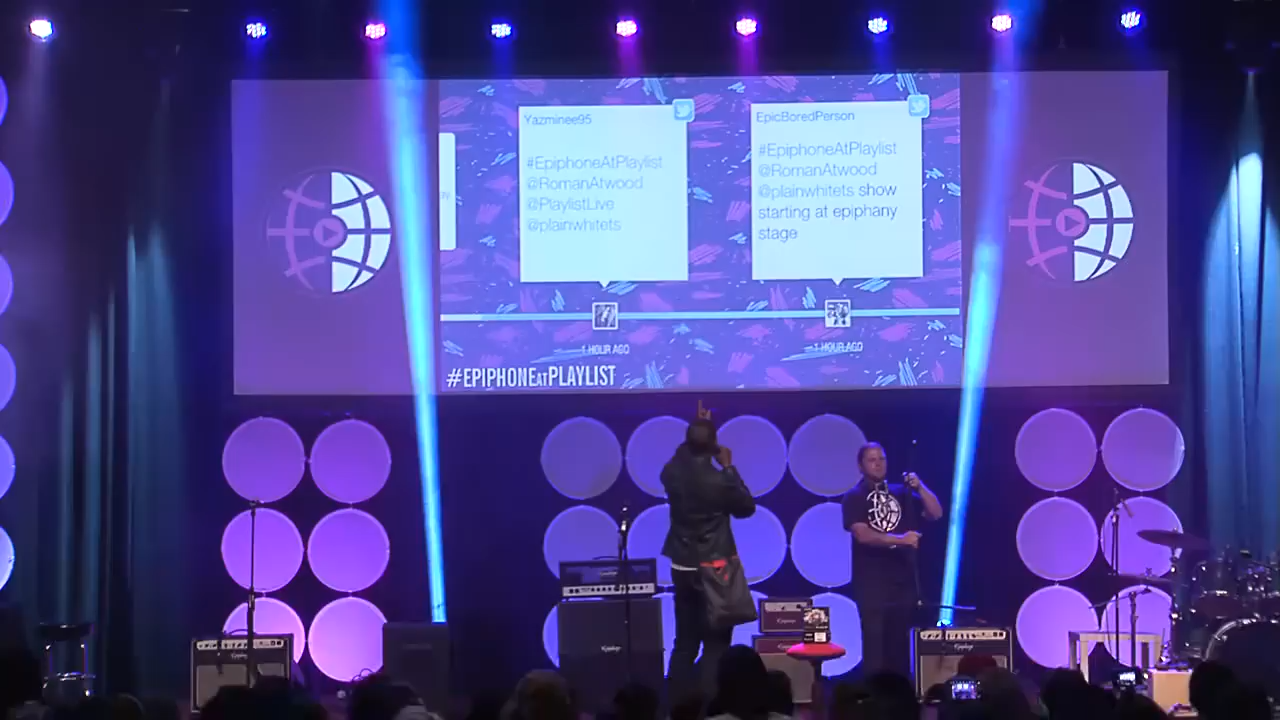 Yazminee95
#EpiphoneAtPlaylist
@RomanAtwood
@PlaylistLive
@plainwhitets
1 HOUR AGO
EpicBoredPerson
#EpiphoneAtPlaylist
@RomanAtwood
@plainwhitets show
starting at epiphany
stage
1 HOUR AGO
#EPIPHONEATPLAYLIST
Epiphone